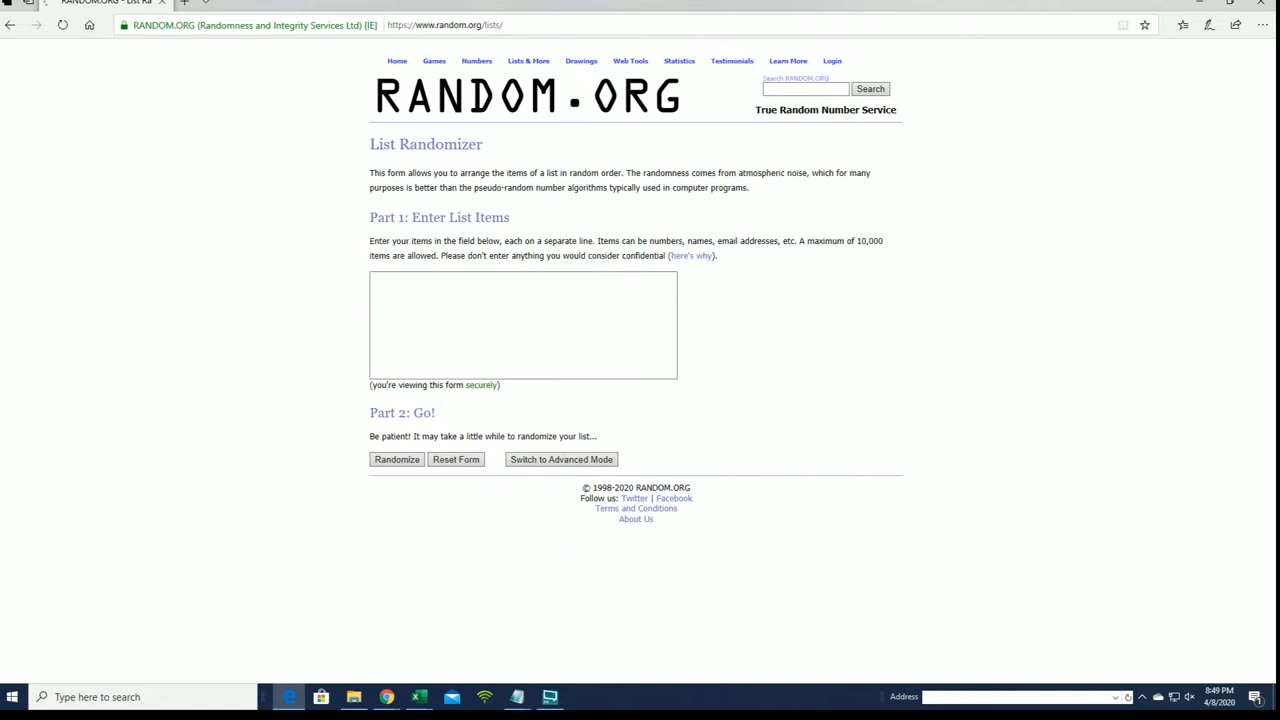 RANDOM.ORG - List Ra
RANDOM.ORG (Randomness and Integrity Services Ltd) [IE]
https://www.random.org/lists/
Home Games Numbers Lists & More Drawings Web Tools Statistics Testimonials Learn More Login
RANDOM.ORG
Search RANDOM.ORG
Search
True Random Number Service
List Randomizer
This form allows you to arrange the items of a list in random order. The randomness comes from atmospheric noise, which for many
purposes is better than the pseudo-random number algorithms typically used in computer programs.
Part 1: Enter List Items
Enter your items in the field below, each on a separate line. Items can be numbers, names, email addresses, etc. A maximum of 10,000
items are allowed. Please don't enter anything you would consider confidential (here's why).
(you're viewing this form securely)
Part 2: Go!
Be patient! It may take a little while to randomize your list...
Randomize Reset Form Switch to Advanced Mode
© 1998-2020 RANDOM.ORG
Follow us: Twitter | Facebook
Terms and Conditions
About Us
Type here to search
Address
8:49 PM
4/8/2020
1